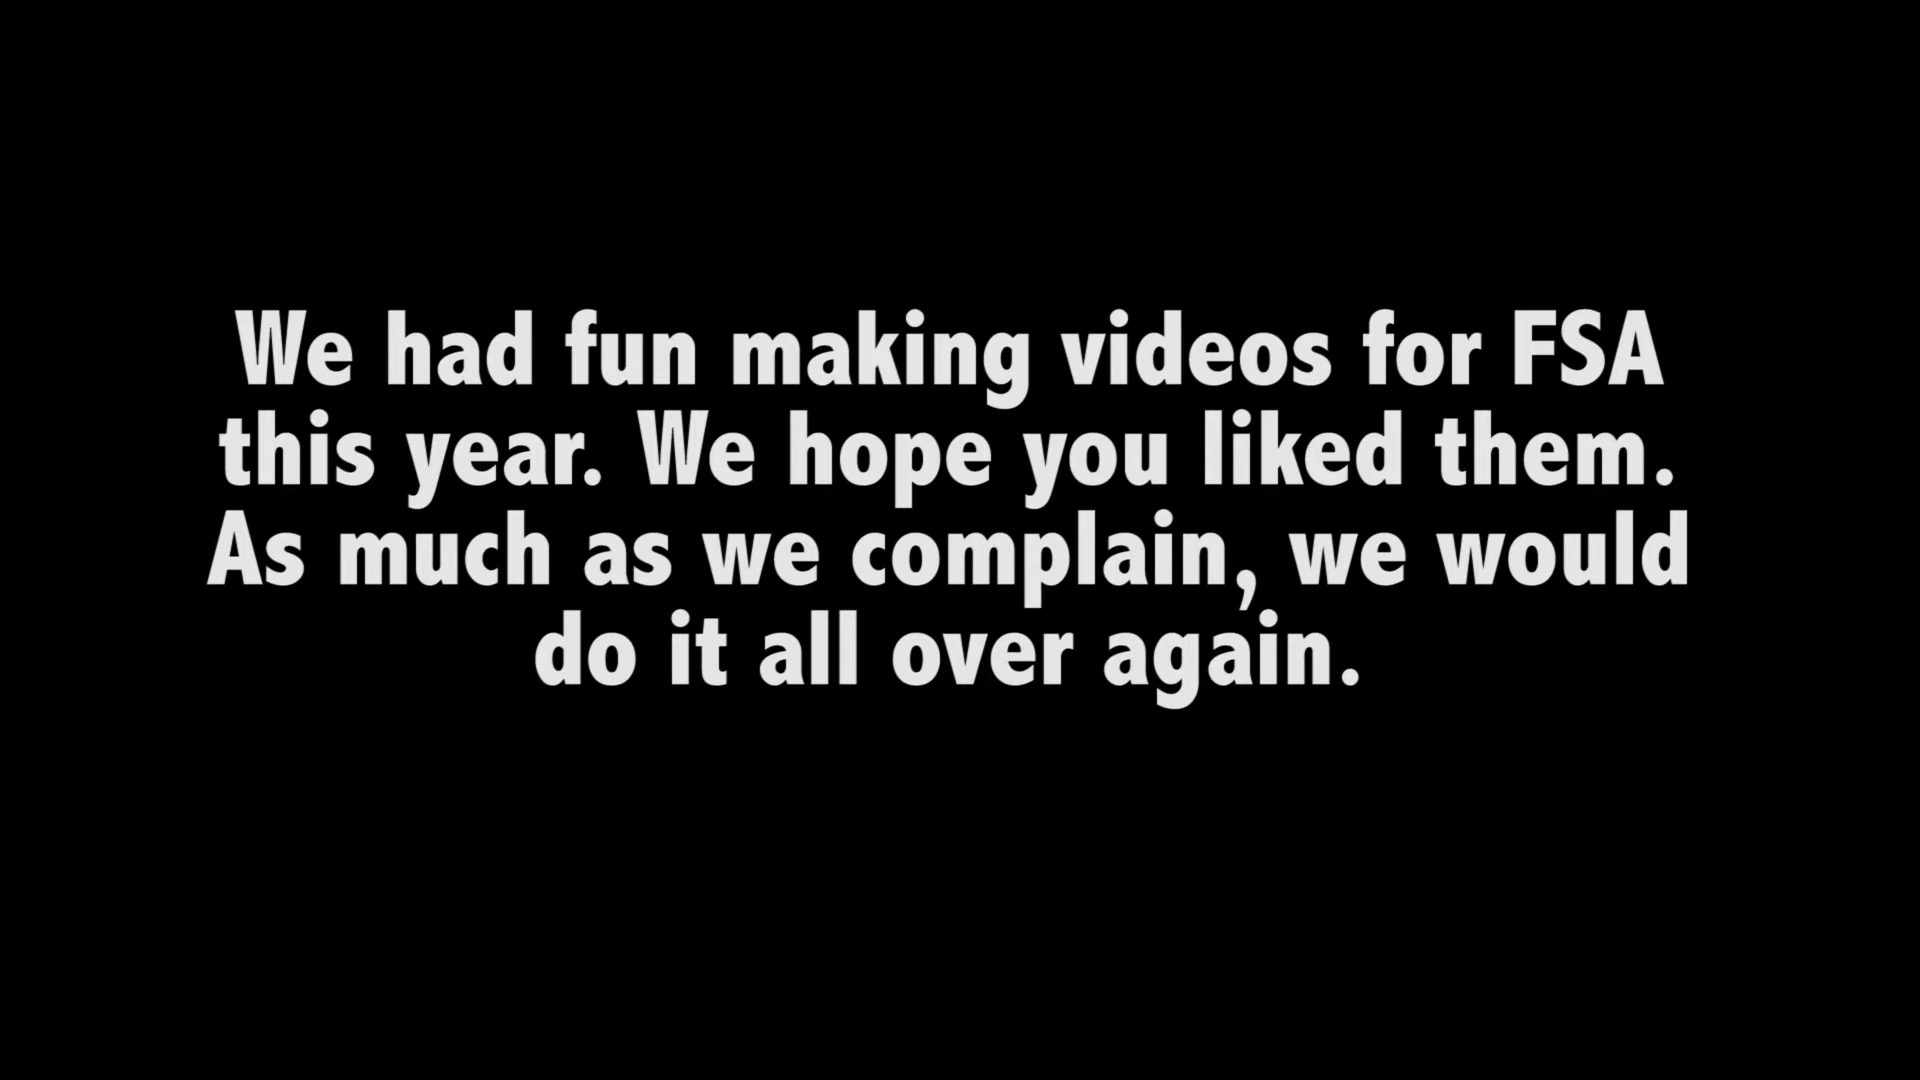 We had fun making videos for FSA
this year. We hope you liked them.
As much as we complain, we would
do it all over again.